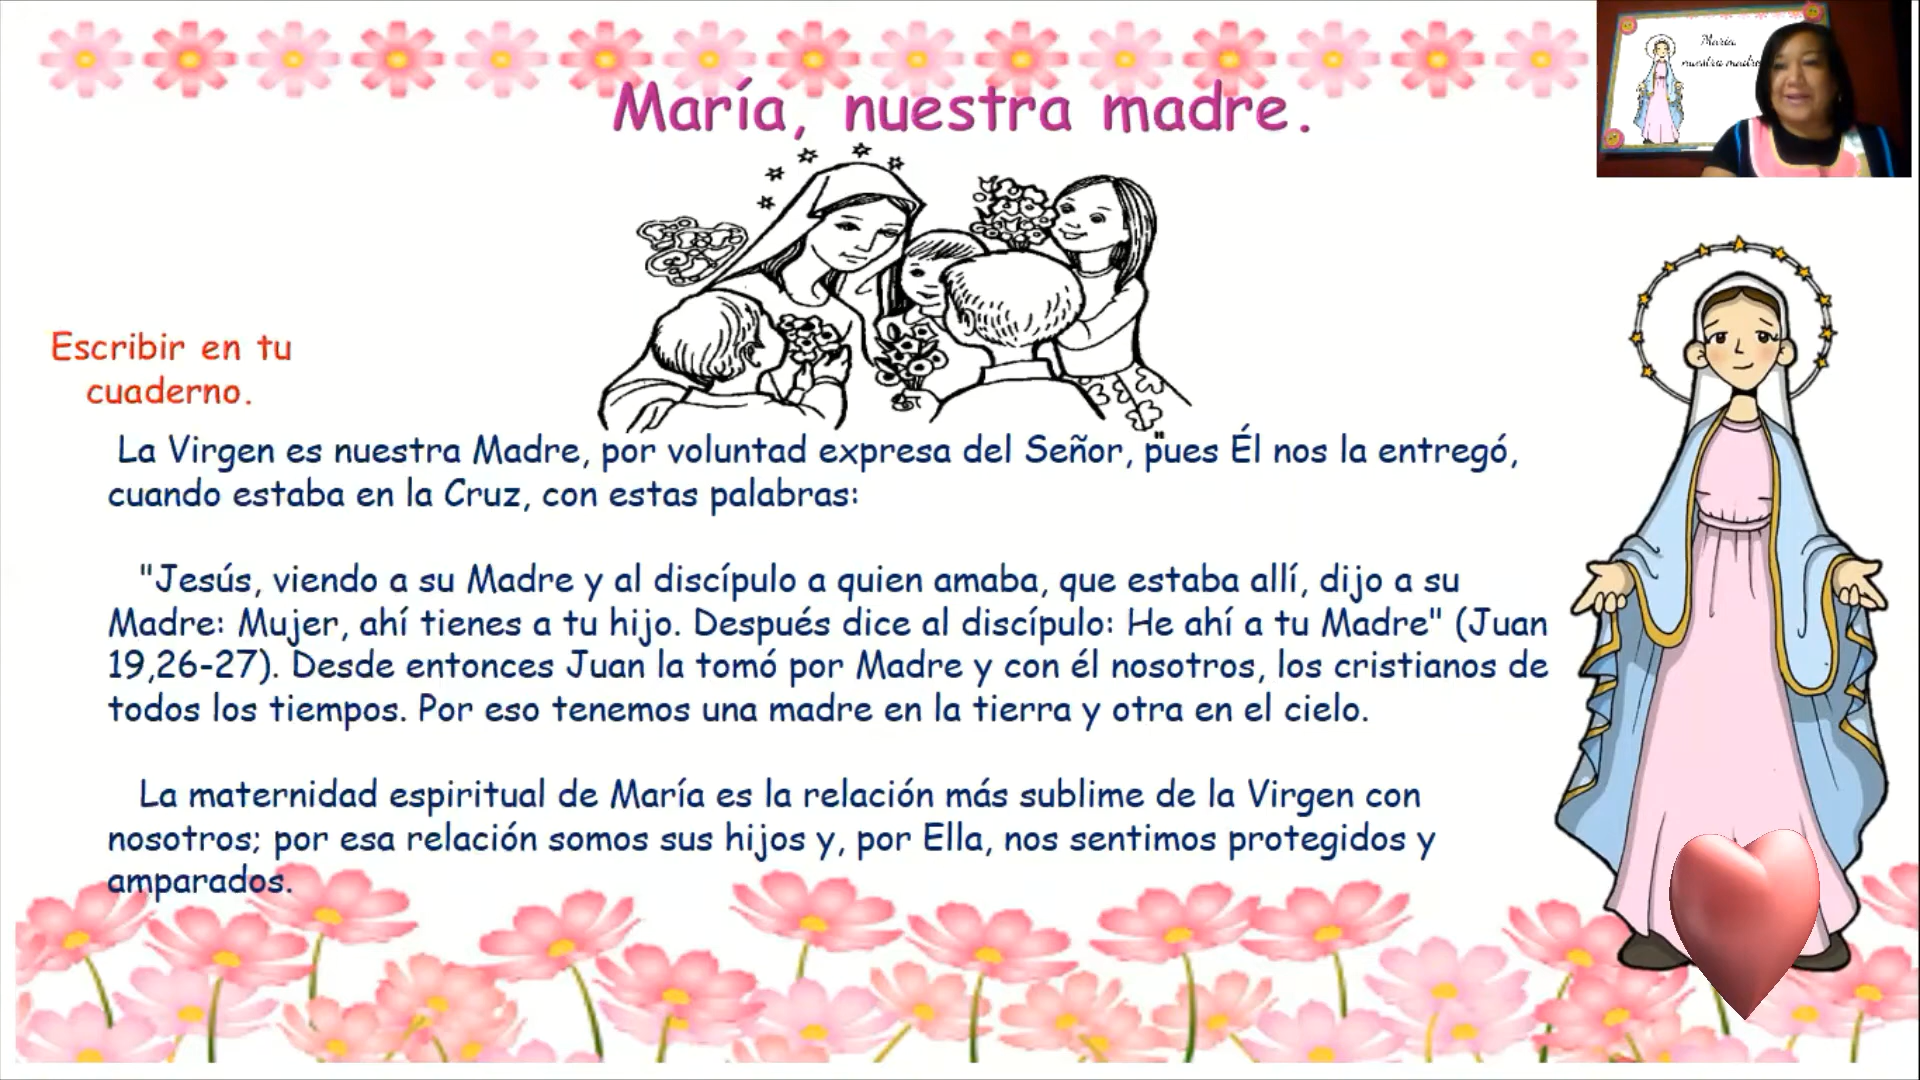 María, nuestra madre.
María,
nuestra madre
Escribir en tu
cuaderno.
La Virgen es nuestra Madre, por voluntad expresa del Señor, pues Él nos la entregó,
cuando estaba en la Cruz, con estas palabras:
"Jesús, viendo a su Madre y al discípulo a quien amaba, que estaba allí, dijo a su
Madre: Mujer, ahí tienes a tu hijo. Después dice al discípulo: He ahí a tu Madre" (Juan
19,26-27). Desde entonces Juan la tomó por Madre y con él nosotros, los cristianos de
todos los tiempos. Por eso tenemos una madre en la tierra y otra en el cielo.
La maternidad espiritual de María es la relación más sublime de la Virgen con
nosotros; por esa relación somos sus hijos y, por Ella, nos sentimos protegidos y
amparados.